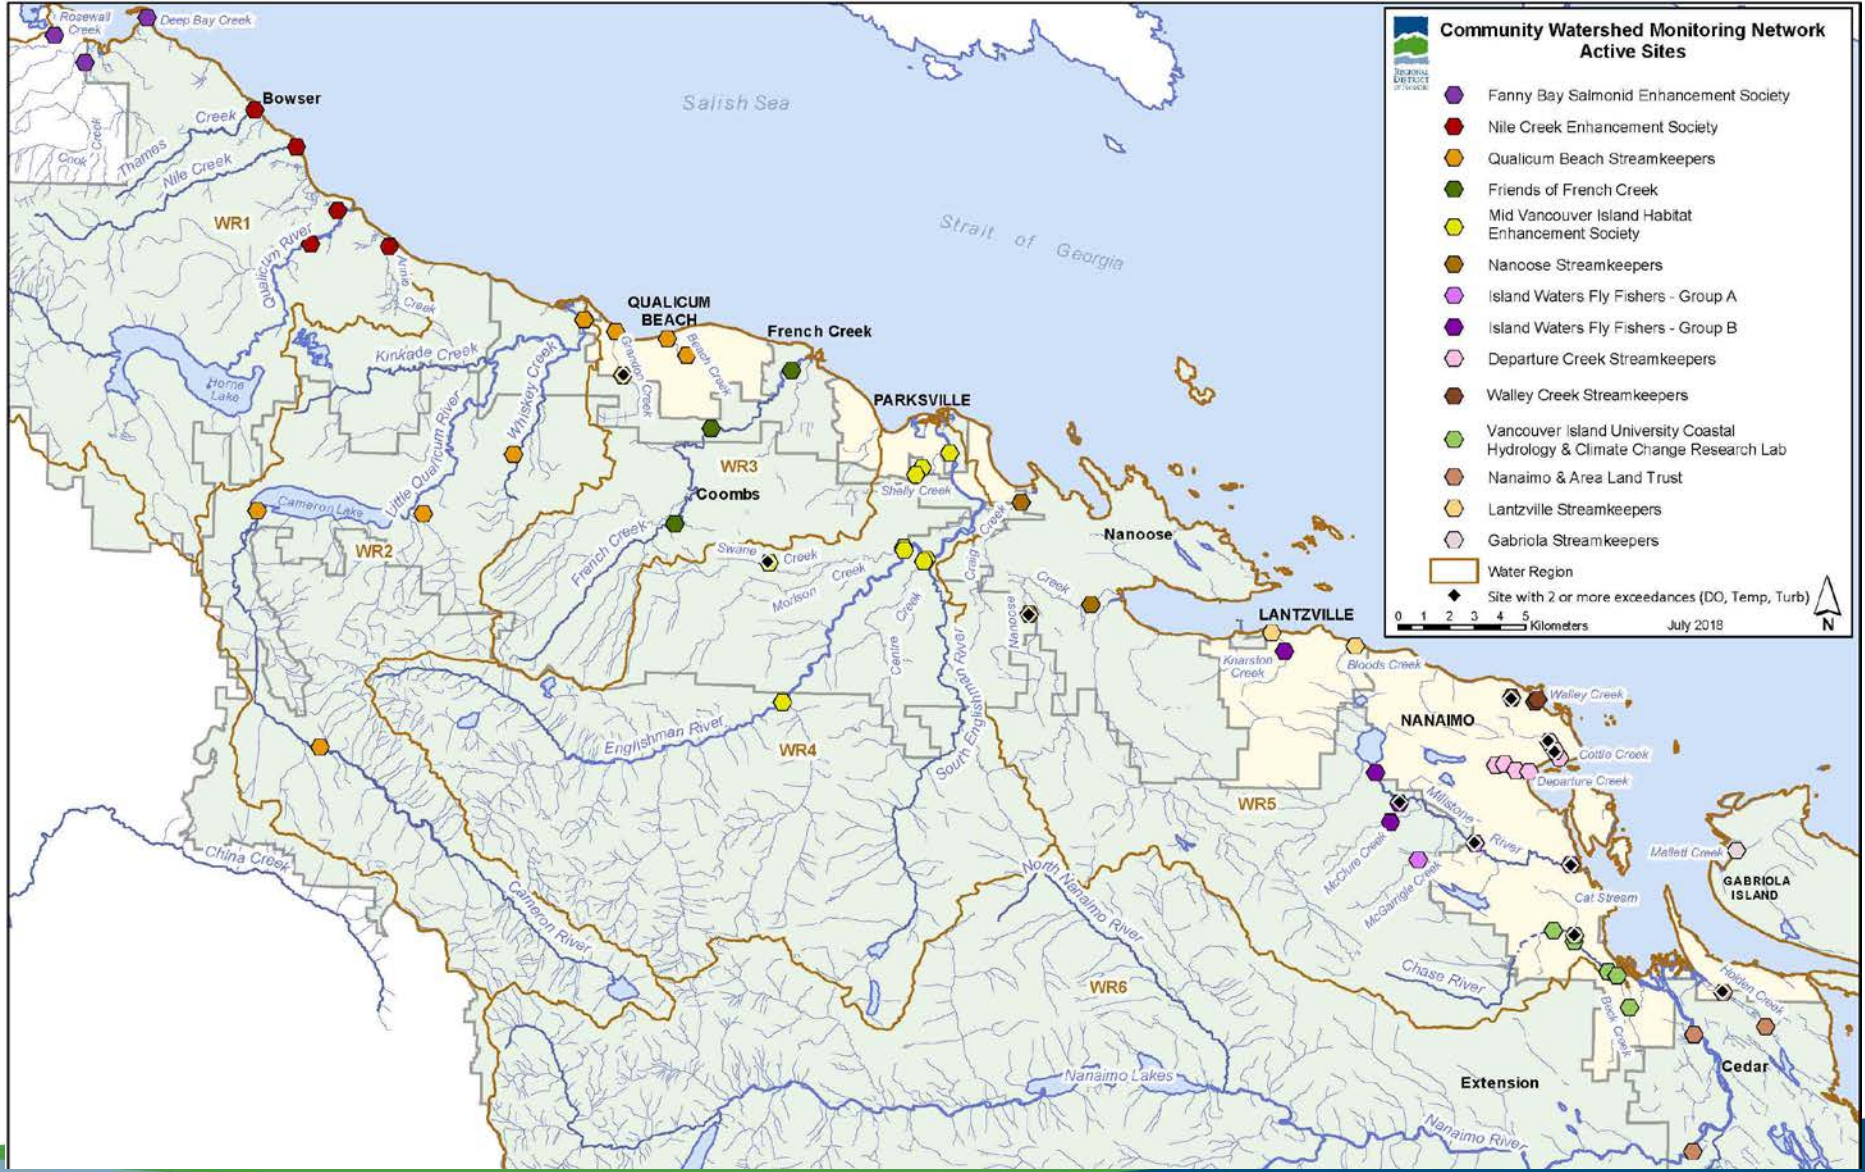 Rosewall
Creek
Deep Bay Creek
Bowser
Creek
Thames
Cook
Creek
Nile Creek
WR1
Qualicum River
Annie
Creek
Salish Sea
Strait of Georgia
QUALICUM
BEACH
French Creek
Kinkade Creek
Horne
Lake
Grandon Creek
Beach Creek
Whiskey Creek
Little Qualicum River
PARKSVILLE
WR3
Coombs
Shelly Creek
Cameron Lake
WR2
French Creek
Swane Creek
Morison Creek
Craig Creek
Nanoose
Nanoose Creek
Centre Creek
South Englishman River
Englishman River
WR4
LANTZVILLE
Knarston
Creek
Bloods Creek
Walley Creek
NANAIMO
Cottle Creek
Departure Creek
WR5
Millstone River
McClure Creek
McGarrigle Creek
Cat Stream
Mallett Creek
GABRIOLA
ISLAND
China Creek
Cameron River
North Nanaimo River
WR6
Chase River
Beck Creek
Holden Creek
Cedar
Extension
Nanaimo Lakes
Nanaimo River
REGIONAL
DISTRICT
OF NANAIMO
Community Watershed Monitoring Network
Active Sites
Fanny Bay Salmonid Enhancement Society
Nile Creek Enhancement Society
Qualicum Beach Streamkeepers
Friends of French Creek
Mid Vancouver Island Habitat
Enhancement Society
Nanoose Streamkeepers
Island Waters Fly Fishers - Group A
Island Waters Fly Fishers - Group B
Departure Creek Streamkeepers
Walley Creek Streamkeepers
Vancouver Island University Coastal
Hydrology & Climate Change Research Lab
Nanaimo & Area Land Trust
Lantzville Streamkeepers
Gabriola Streamkeepers
Water Region
Site with 2 or more exceedances (DO, Temp, Turb)
0 1 2 3 4 5 Kilometers
July 2018
N